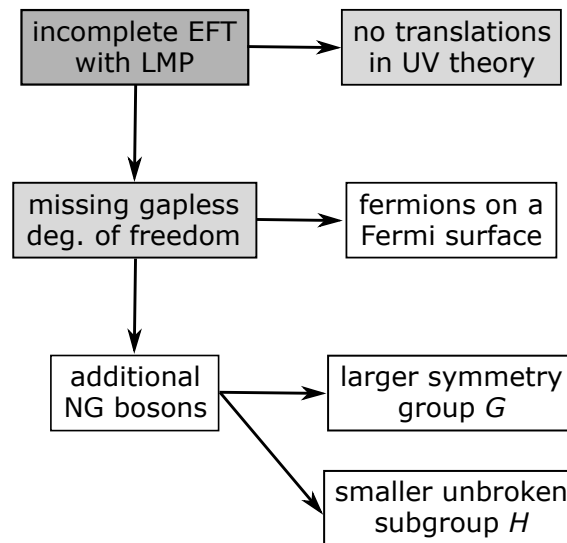 incomplete EFT
with LMP
no translations
in UV theory
missing gapless
deg. of freedom
fermions on a
Fermi surface
additional
NG bosons
larger symmetry
group G
smaller unbroken
subgroup H